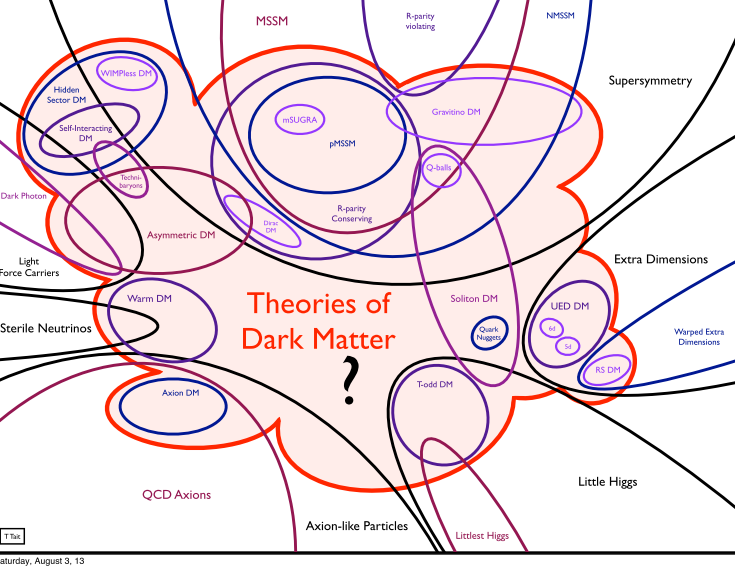 MSSM
R-parity
violating
NMSSM
Supersymmetry
WIMPless DM
Hidden
Sector DM
Self-Interacting
DM
Techni-
baryons
mSUGRA
pMSSM
Gravitino DM
Q-balls
R-parity
Conserving
Dirac
DM
Dark Photon
Asymmetric DM
Light
Force Carriers
Extra Dimensions
Warm DM
Theories of
Dark Matter
?
Soliton DM
Quark
Nuggets
UED DM
6d
5d
RS DM
Warped Extra
Dimensions
Sterile Neutrinos
Axion DM
T-odd DM
Little Higgs
QCD Axions
Axion-like Particles
Littlest Higgs
T Tait
aturday, August 3, 13